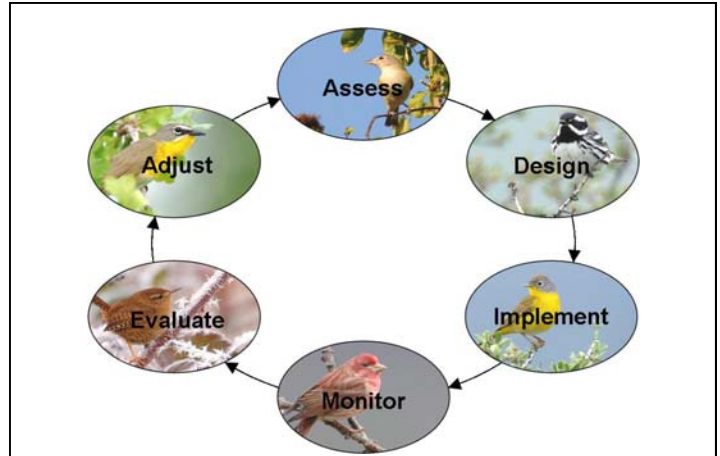 Assess
Design
Implement
Monitor
Evaluate
Adjust